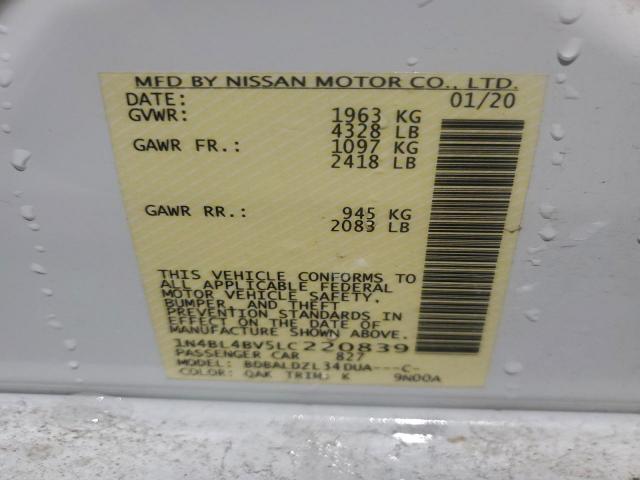 MFD BY NISSAN MOTOR CO., LTD.
DATE: 01/20
GVWR: 1963 KG
4328 LB
GAWR FR.: 1097 KG
2418 LB
GAWR RR.: 945 KG
2083 LB
THIS VEHICLE CONFORMS TO
ALL APPLICABLE FEDERAL
MOTOR VEHICLE SAFETY,
BUMPER, AND THEFT
PREVENTION STANDARDS IN
EFFECT ON THE DATE OF
MANUFACTURE SHOWN ABOVE.
1N4BL4BV5LC220839
PASSENGER CAR 827
MODEL: BDBALDZL34DUA---C-
COLOR: QAK TRIM: K 9N00A